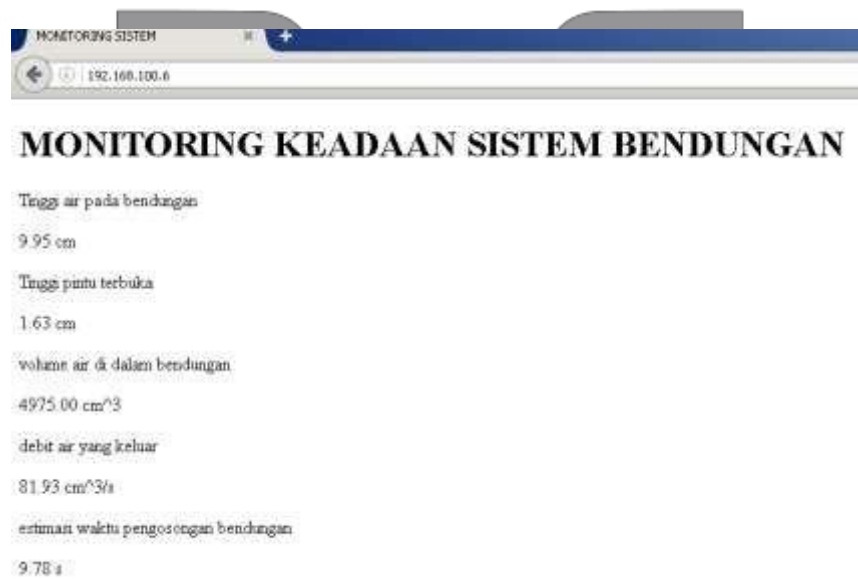 MONITORING SISTEM
192.168.100.6
MONITORING KEADAAN SISTEM BENDUNGAN
Tinggi air pada bendungan
9.95 cm
Tinggi pintu terbuka
1.63 cm
volume air di dalam bendungan
4975.00 cm^3
debit air yang keluar
81.93 cm^3/s
estimasi waktu pengosongan bendungan
9.78 s